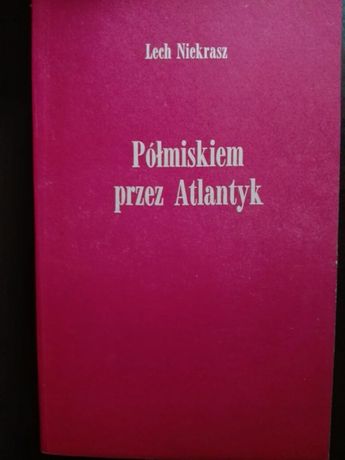 Lech Niekrasz
Półmiskiem
przez Atlantyk